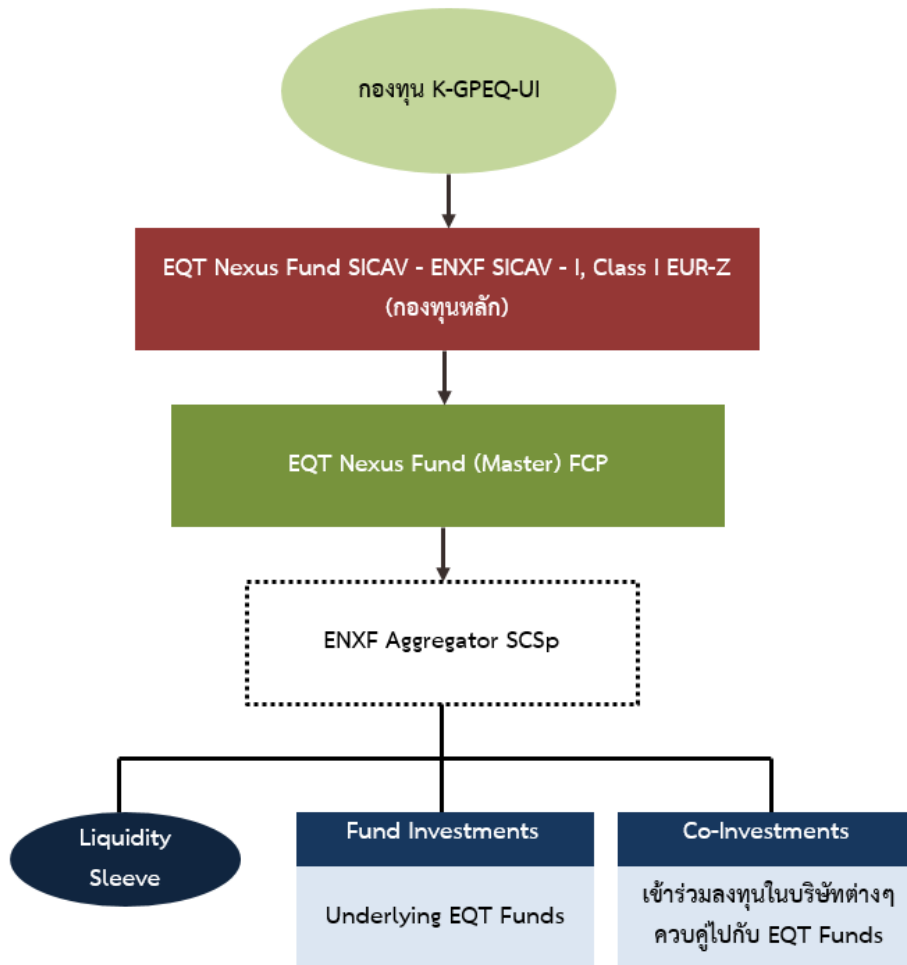 กองทุน K-GPEQ-UI
EQT Nexus Fund SICAV - ENXF SICAV - I, Class I EUR-Z
(กองทุนหลัก)
EQT Nexus Fund (Master) FCP
ENXF Aggregator SCSp
Liquidity
Sleeve
Fund Investments
Underlying EQT Funds
Co-Investments
เข้าร่วมลงทุนในบริษัทต่างๆ
ควบคู่ไปกับ EQT Funds